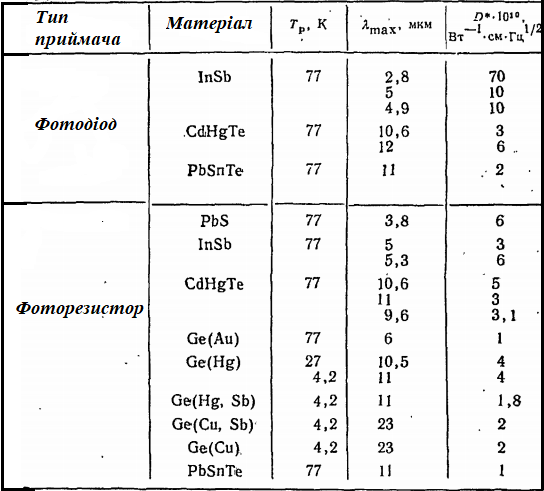 Тип приймача Матеріал Tр, К λmax, мкм D*·10¹⁰, Вт⁻¹·см·Гц^1/2
Фотодіод InSb 77 2,8 70
5 10
4,9 10
CdHgTe 77 10,6 3
12 6
PbSnTe 77 11 2
Фоторезистор PbS 77 3,8 6
InSb 77 5 3
5,3 6
CdHgTe 77 10,6 5
11 3
9,6 3,1
Ge(Au) 77 6 1
Ge(Hg) 27 10,5 4
4,2 11 4
Ge(Hg, Sb) 4,2 11 1,8
Ge(Cu, Sb) 4,2 23 2
Ge(Cu) 4,2 23 2
PbSnTe 77 11 1